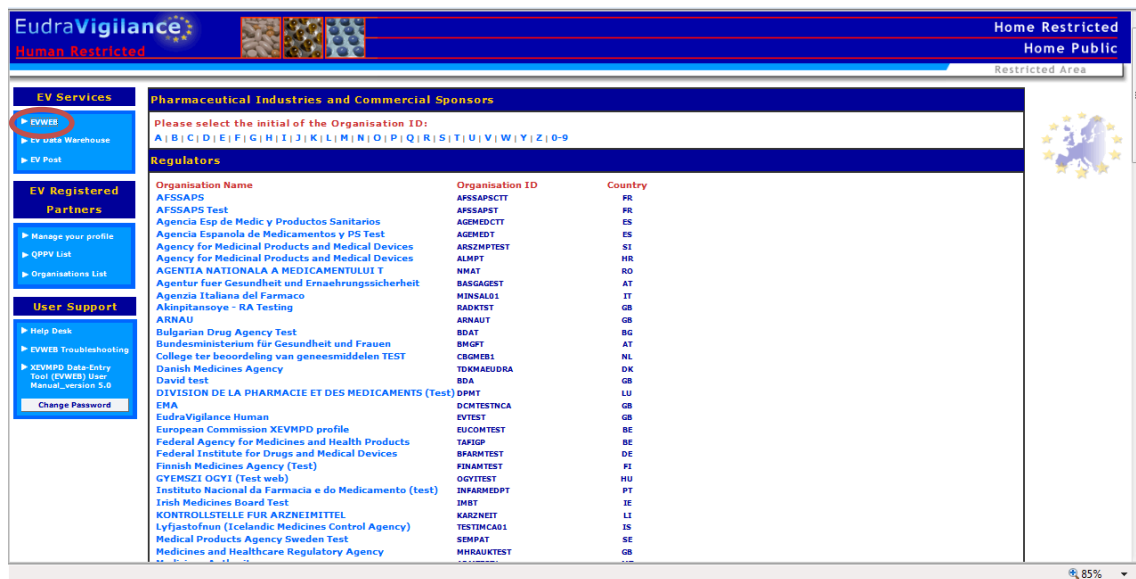 EudraVigilance
Human Restricted
Home Restricted
Home Public
Restricted Area
EV Services
EVWEB
EV Data Warehouse
EV Post
EV Registered
Partners
Manage your profile
QPPV List
Organisations List
User Support
Help Desk
EVWEB Troubleshooting
XEVMPD Data-Entry
Tool (EVWEB) User
Manual_version 5.0
Change Password
Pharmaceutical Industries and Commercial Sponsors
Please select the initial of the Organisation ID:
A | B | C | D | E | F | G | H | I | J | K | L | M | N | O | P | Q | R | S | T | U | V | W | Y | Z | 0-9
Regulators
Organisation Name Organisation ID Country
AFSSAPS AFSSAPSCTT FR
AFSSAPS Test AFSSAPST FR
Agencia Esp de Medic y Productos Sanitarios AGEMEDCTT ES
Agencia Espanola de Medicamentos y PS Test AGEMEDT ES
Agency for Medicinal Products and Medical Devices ARSZMPTEST SI
Agency for Medicinal Products and Medical Devices ALMPT HR
AGENTIA NATIONALA A MEDICAMENTULUI T NMAT RO
Agentur fuer Gesundheit und Ernaehrungssicherheit BASGAGEST AT
Agenzia Italiana del Farmaco MINSAL01 IT
Akinpitansoye - RA Testing RADKTST GB
ARNAU ARNAUT GB
Bulgarian Drug Agency Test BDAT BG
Bundesministerium für Gesundheit und Frauen BMGFT AT
College ter beoordeling van geneesmiddelen TEST CBGMEB1 NL
Danish Medicines Agency TDKMAEUDRA DK
David test BDA GB
DIVISION DE LA PHARMACIE ET DES MEDICAMENTS (Test) DPMT LU
EMA DCMTESTNCA GB
EudraVigilance Human EVTEST GB
European Commission XEVMPD profile EUCOMTEST BE
Federal Agency for Medicines and Health Products TAFIGP BE
Federal Institute for Drugs and Medical Devices BFARMTEST DE
Finnish Medicines Agency (Test) FINAMTEST FI
GYEMSZI OGYI (Test web) OGYITEST HU
Instituto Nacional da Farmacia e do Medicamento (test) INFARMEDPT PT
Irish Medicines Board Test IMBT IE
KONTROLLSTELLE FUR ARZNEIMITTEL KARZNEIT LI
Lyfjastofnun (Icelandic Medicines Control Agency) TESTIMCA01 IS
Medical Products Agency Sweden Test SEMPAT SE
Medicines and Healthcare Regulatory Agency MHRAUKTEST GB
85%